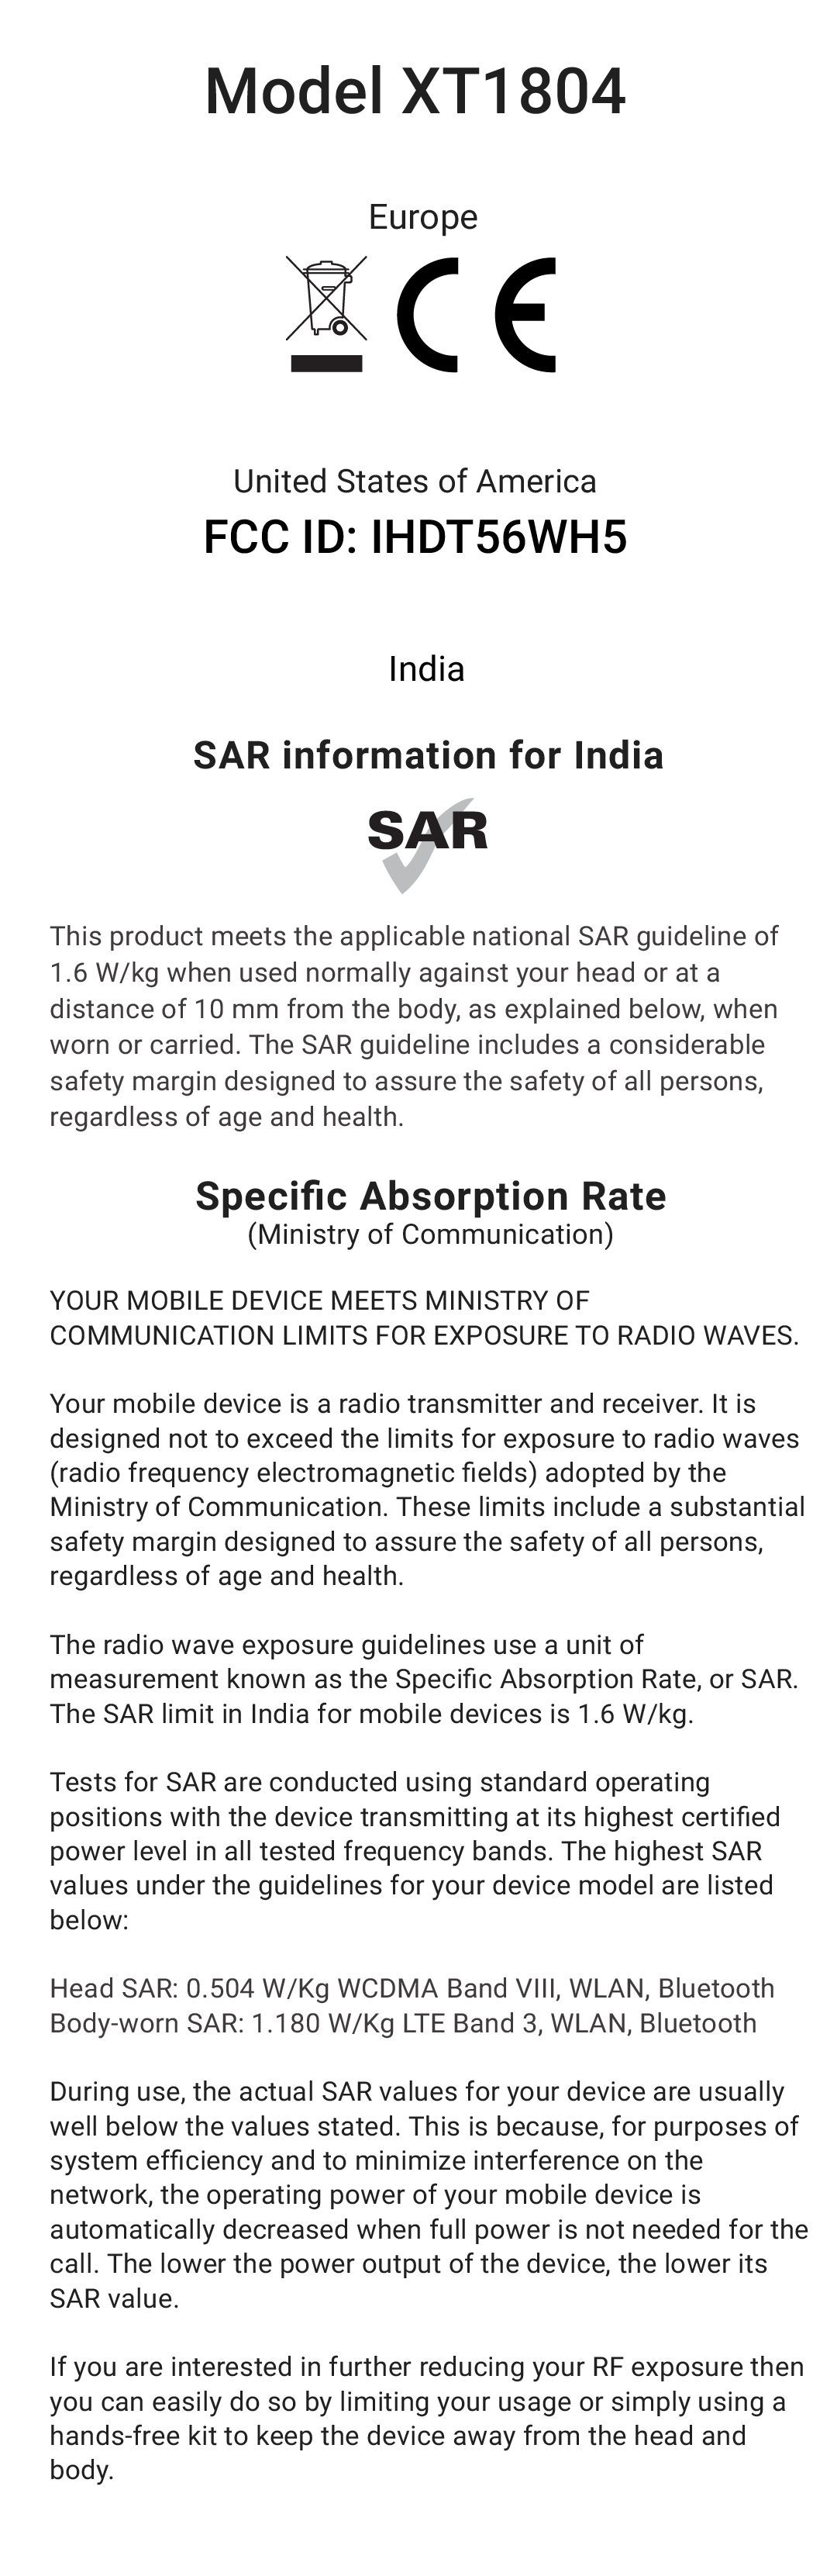 Model XT1804
Europe
CE
United States of America
FCC ID: IHDT56WH5
India
SAR information for India
SAR
This product meets the applicable national SAR guideline of
1.6 W/kg when used normally against your head or at a
distance of 10 mm from the body, as explained below, when
worn or carried. The SAR guideline includes a considerable
safety margin designed to assure the safety of all persons,
regardless of age and health.
Specific Absorption Rate
(Ministry of Communication)
YOUR MOBILE DEVICE MEETS MINISTRY OF
COMMUNICATION LIMITS FOR EXPOSURE TO RADIO WAVES.
Your mobile device is a radio transmitter and receiver. It is
designed not to exceed the limits for exposure to radio waves
(radio frequency electromagnetic fields) adopted by the
Ministry of Communication. These limits include a substantial
safety margin designed to assure the safety of all persons,
regardless of age and health.
The radio wave exposure guidelines use a unit of
measurement known as the Specific Absorption Rate, or SAR.
The SAR limit in India for mobile devices is 1.6 W/kg.
Tests for SAR are conducted using standard operating
positions with the device transmitting at its highest certified
power level in all tested frequency bands. The highest SAR
values under the guidelines for your device model are listed
below:
Head SAR: 0.504 W/Kg WCDMA Band VIII, WLAN, Bluetooth
Body-worn SAR: 1.180 W/Kg LTE Band 3, WLAN, Bluetooth
During use, the actual SAR values for your device are usually
well below the values stated. This is because, for purposes of
system efficiency and to minimize interference on the
network, the operating power of your mobile device is
automatically decreased when full power is not needed for the
call. The lower the power output of the device, the lower its
SAR value.
If you are interested in further reducing your RF exposure then
you can easily do so by limiting your usage or simply using a
hands-free kit to keep the device away from the head and
body.